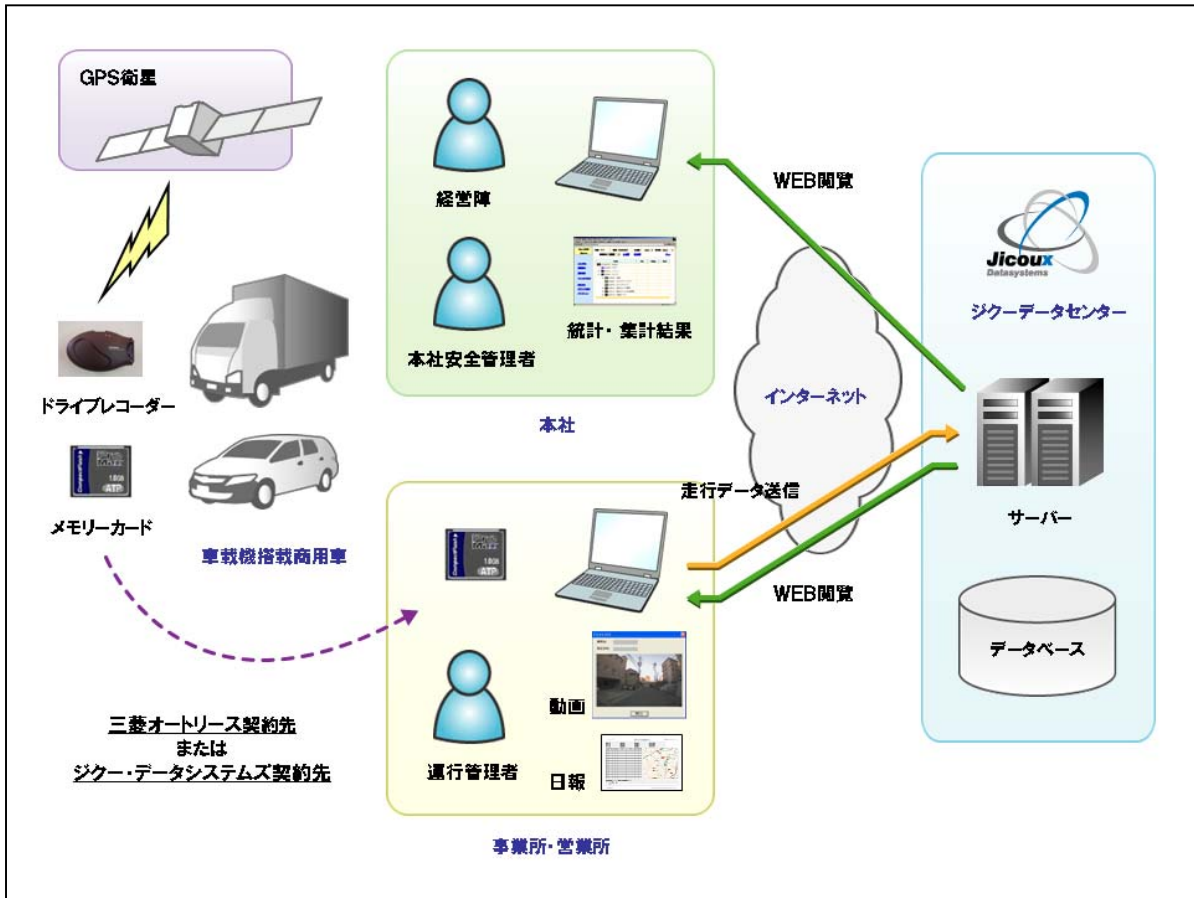 GPS衛星
ドライブレコーダー
メモリーカード
車載機搭載商用車
三菱オートリース契約先
または
ジクー・データシステムズ契約先
経営陣
本社安全管理者
統計・集計結果
本社
CompactFlash
1.0GB
ATP
運行管理者
動画
日報
事業所・営業所
WEB閲覧
インターネット
走行データ送信
WEB閲覧
Jicoux
Datasystems
ジクーデータセンター
サーバー
データベース